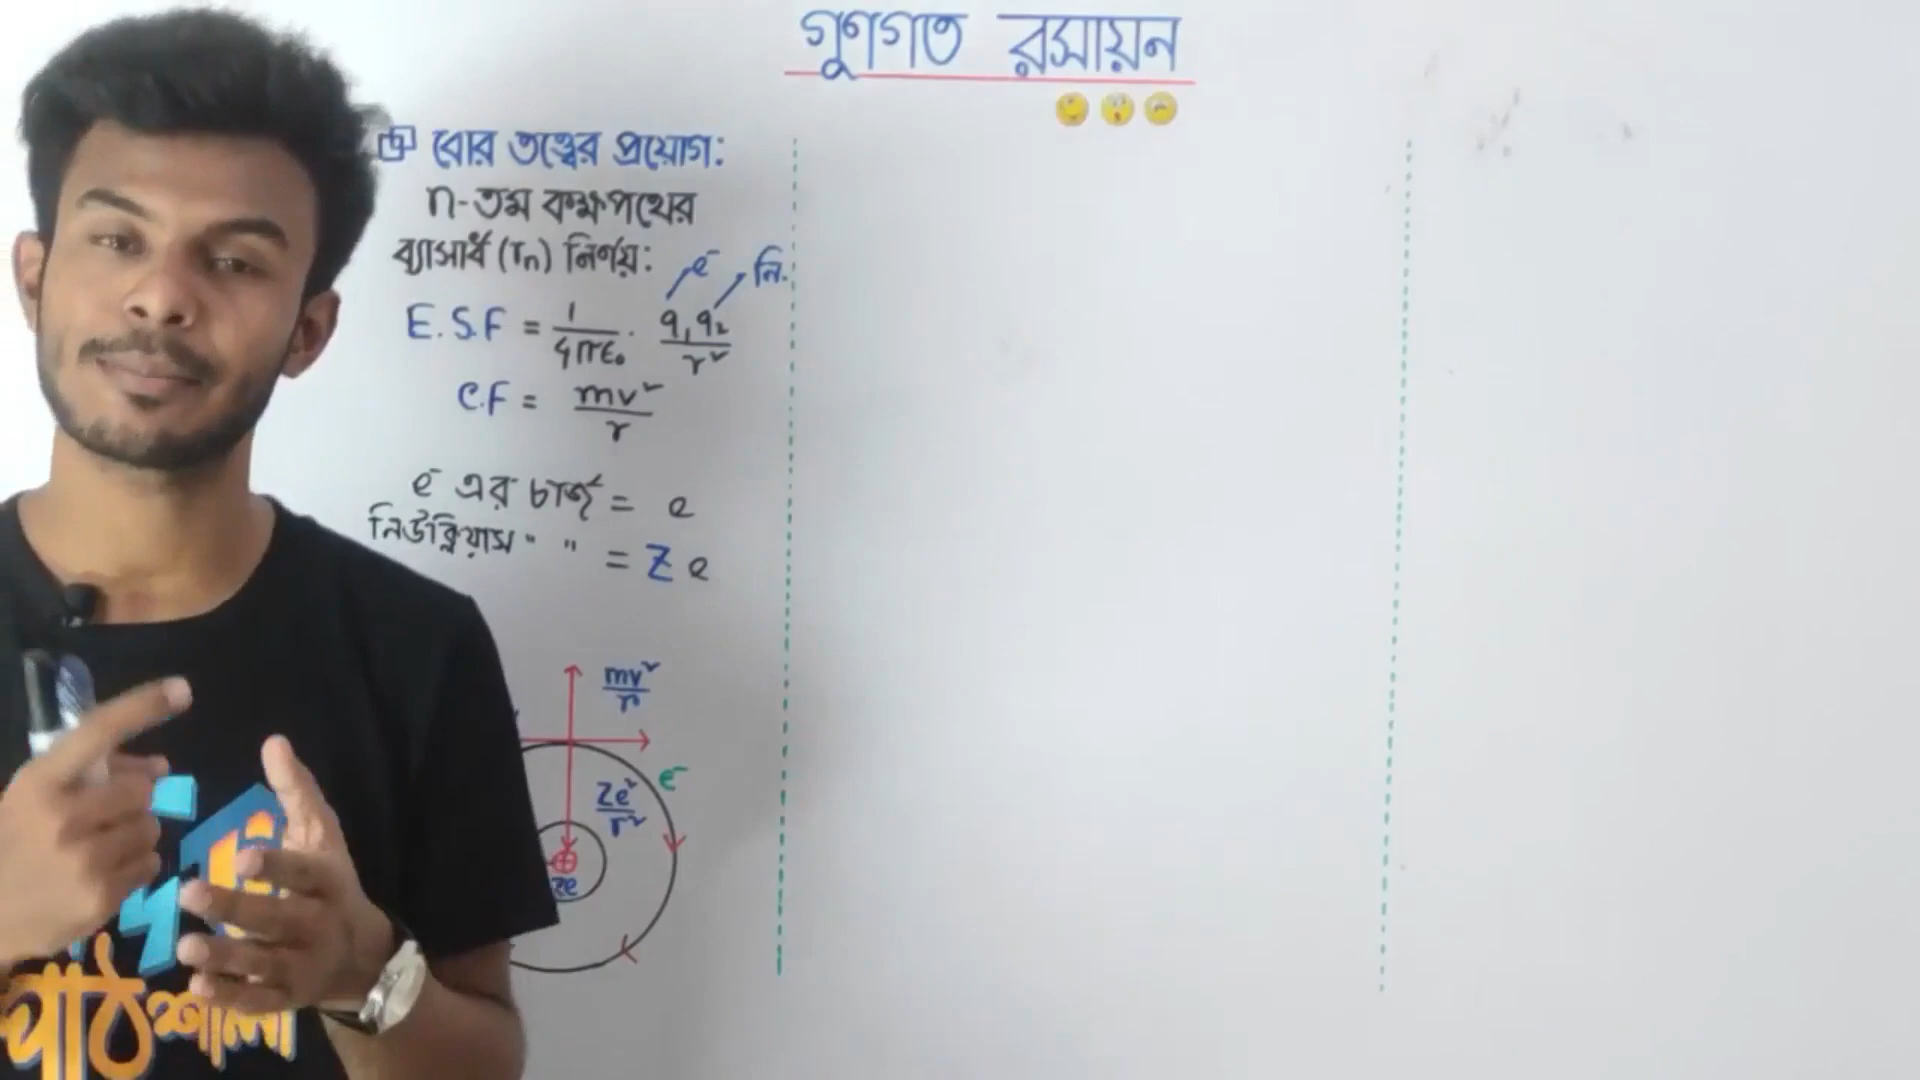 গুণগত রসায়ন
বোর তত্ত্বের প্রয়োগ:
n-তম কক্ষপথের
ব্যাসার্ধ (rₙ) নির্ণয়:
e⁻ নি.
E.S.F = 1/4πε₀ · q₁q₂/r²
C.F = mv²/r
e⁻ এর চার্জ = e
নিউক্লিয়াস " " = Ze
mv²/r
e⁻
Ze²/r²
Ze
পাঠশালা